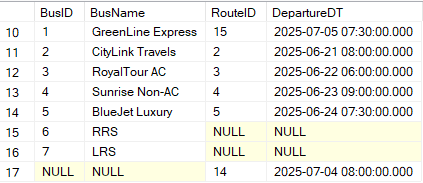 BusID BusName RouteID DepartureDT
10 1 GreenLine Express 15 2025-07-05 07:30:00.000
11 2 CityLink Travels 2 2025-06-21 08:00:00.000
12 3 RoyalTour AC 3 2025-06-22 06:00:00.000
13 4 Sunrise Non-AC 4 2025-06-23 09:00:00.000
14 5 BlueJet Luxury 5 2025-06-24 07:30:00.000
15 6 RRS NULL NULL
16 7 LRS NULL NULL
17 NULL NULL 14 2025-07-04 08:00:00.000